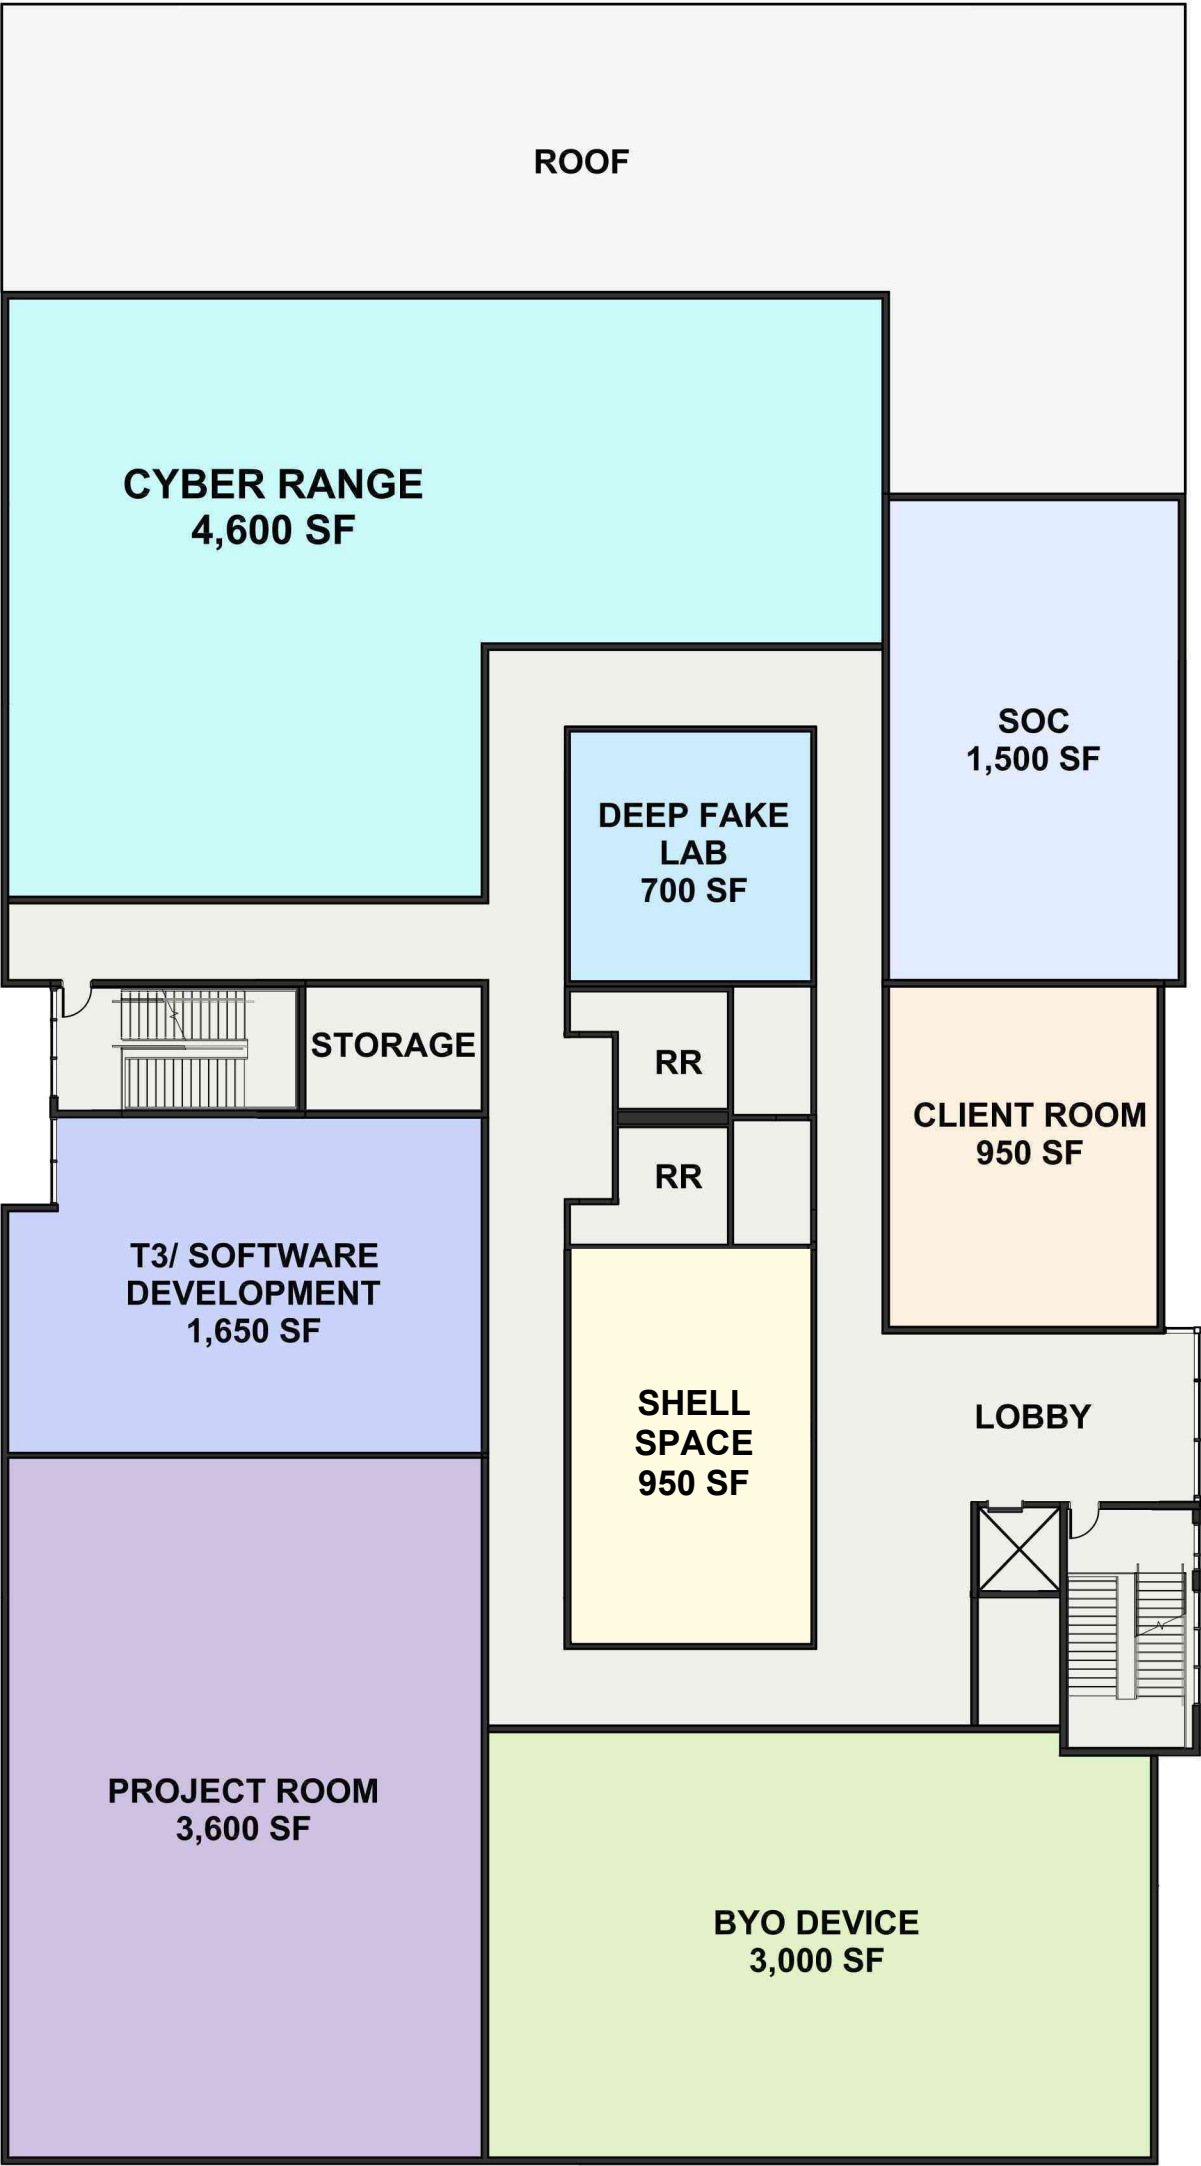 ROOF
CYBER RANGE
4,600 SF
SOC
1,500 SF
DEEP FAKE
LAB
700 SF
STORAGE
RR
CLIENT ROOM
950 SF
RR
T3/ SOFTWARE
DEVELOPMENT
1,650 SF
SHELL
SPACE
950 SF
LOBBY
PROJECT ROOM
3,600 SF
BYO DEVICE
3,000 SF